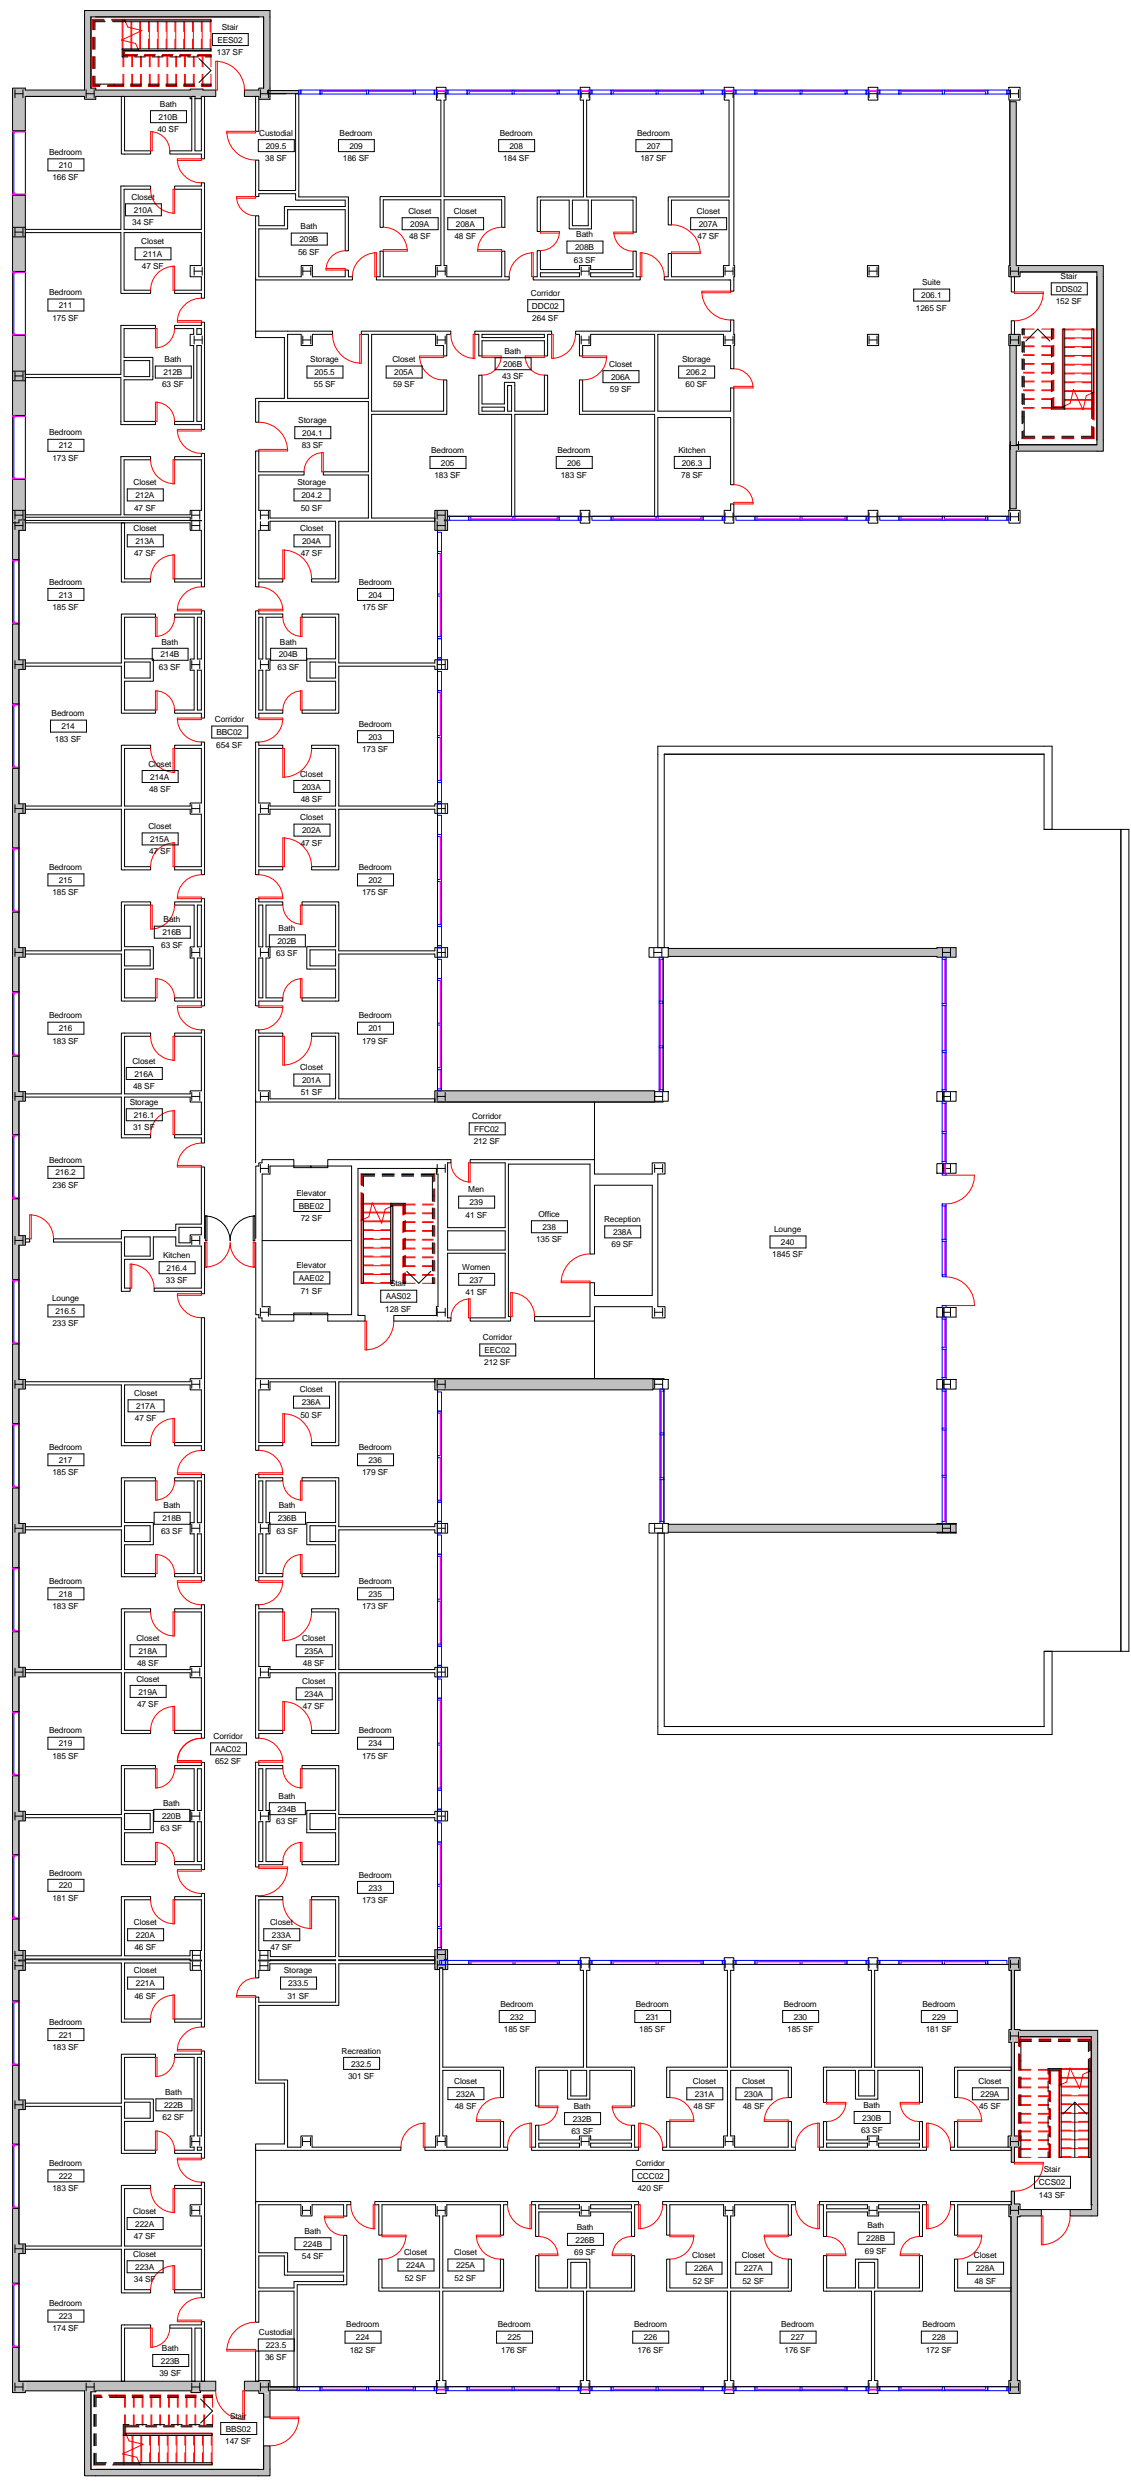 Stair
EES02
137 SF
Bath
210B
40 SF
Bedroom
210
166 SF
Closet
210A
34 SF
Custodial
209.5
38 SF
Bedroom
209
186 SF
Bedroom
208
184 SF
Bedroom
207
187 SF
Closet
209A
48 SF
Closet
208A
48 SF
Closet
207A
47 SF
Bath
209B
56 SF
Bath
208B
63 SF
Closet
211A
47 SF
Bedroom
211
175 SF
Corridor
DDC02
264 SF
Suite
206.1
1265 SF
Stair
DDS02
152 SF
Bath
212B
63 SF
Storage
205.5
55 SF
Closet
205A
59 SF
Bath
206B
43 SF
Closet
206A
59 SF
Storage
206.2
60 SF
Bedroom
212
173 SF
Storage
204.1
83 SF
Bedroom
205
183 SF
Bedroom
206
183 SF
Kitchen
206.3
78 SF
Closet
212A
47 SF
Storage
204.2
50 SF
Closet
213A
47 SF
Closet
204A
47 SF
Bedroom
213
185 SF
Bedroom
204
175 SF
Bath
214B
63 SF
Bath
204B
63 SF
Bedroom
214
183 SF
Corridor
BBC02
654 SF
Bedroom
203
173 SF
Closet
214A
48 SF
Closet
203A
48 SF
Closet
215A
47 SF
Closet
202A
47 SF
Bedroom
215
185 SF
Bedroom
202
175 SF
Bath
216B
63 SF
Bath
202B
63 SF
Bedroom
216
183 SF
Bedroom
201
179 SF
Closet
216A
48 SF
Closet
201A
51 SF
Storage
216.1
31 SF
Corridor
FFC02
212 SF
Bedroom
216.2
236 SF
Elevator
BBE02
72 SF
Men
239
41 SF
Office
238
135 SF
Reception
238A
69 SF
Lounge
240
1845 SF
Kitchen
216.4
33 SF
Elevator
AAE02
71 SF
Stair
AAS02
128 SF
Women
237
41 SF
Lounge
216.5
233 SF
Corridor
EEC02
212 SF
Closet
217A
47 SF
Closet
236A
50 SF
Bedroom
217
185 SF
Bedroom
236
179 SF
Bath
218B
63 SF
Bath
236B
63 SF
Bedroom
218
183 SF
Bedroom
235
173 SF
Closet
218A
48 SF
Closet
235A
48 SF
Closet
219A
47 SF
Closet
234A
47 SF
Bedroom
219
185 SF
Corridor
AAC02
652 SF
Bedroom
234
175 SF
Bath
220B
63 SF
Bath
234B
63 SF
Bedroom
220
181 SF
Bedroom
233
173 SF
Closet
220A
46 SF
Closet
233A
47 SF
Closet
221A
46 SF
Storage
233.5
31 SF
Bedroom
221
183 SF
Bedroom
232
185 SF
Bedroom
231
185 SF
Bedroom
230
185 SF
Bedroom
229
181 SF
Recreation
232.5
301 SF
Bath
222B
62 SF
Closet
232A
48 SF
Bath
232B
63 SF
Closet
231A
48 SF
Closet
230A
48 SF
Bath
230B
63 SF
Closet
229A
45 SF
Bedroom
222
183 SF
Corridor
CCC02
420 SF
Stair
CCS02
143 SF
Closet
222A
47 SF
Bath
224B
54 SF
Closet
224A
52 SF
Closet
225A
52 SF
Bath
226B
69 SF
Closet
226A
52 SF
Closet
227A
52 SF
Bath
228B
69 SF
Closet
228A
48 SF
Closet
223A
34 SF
Bedroom
223
174 SF
Custodial
223.5
36 SF
Bedroom
224
182 SF
Bedroom
225
176 SF
Bedroom
226
176 SF
Bedroom
227
176 SF
Bedroom
228
172 SF
Bath
223B
39 SF
Stair
BBS02
147 SF